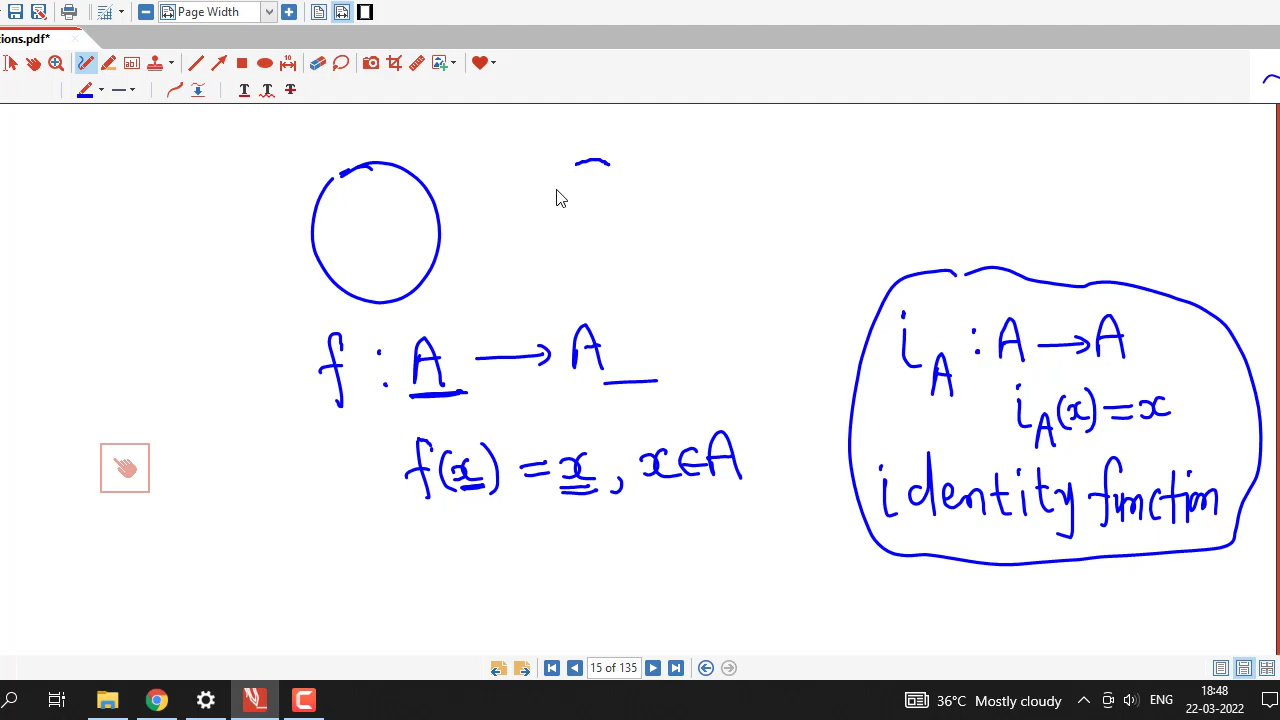 Page Width
ions.pdf*
10
f : A → A
f(x) = x , x∈A
i_A : A → A
i_A(x) = x
identity function
15 of 135
36°C Mostly cloudy
ENG
18:48
22-03-2022